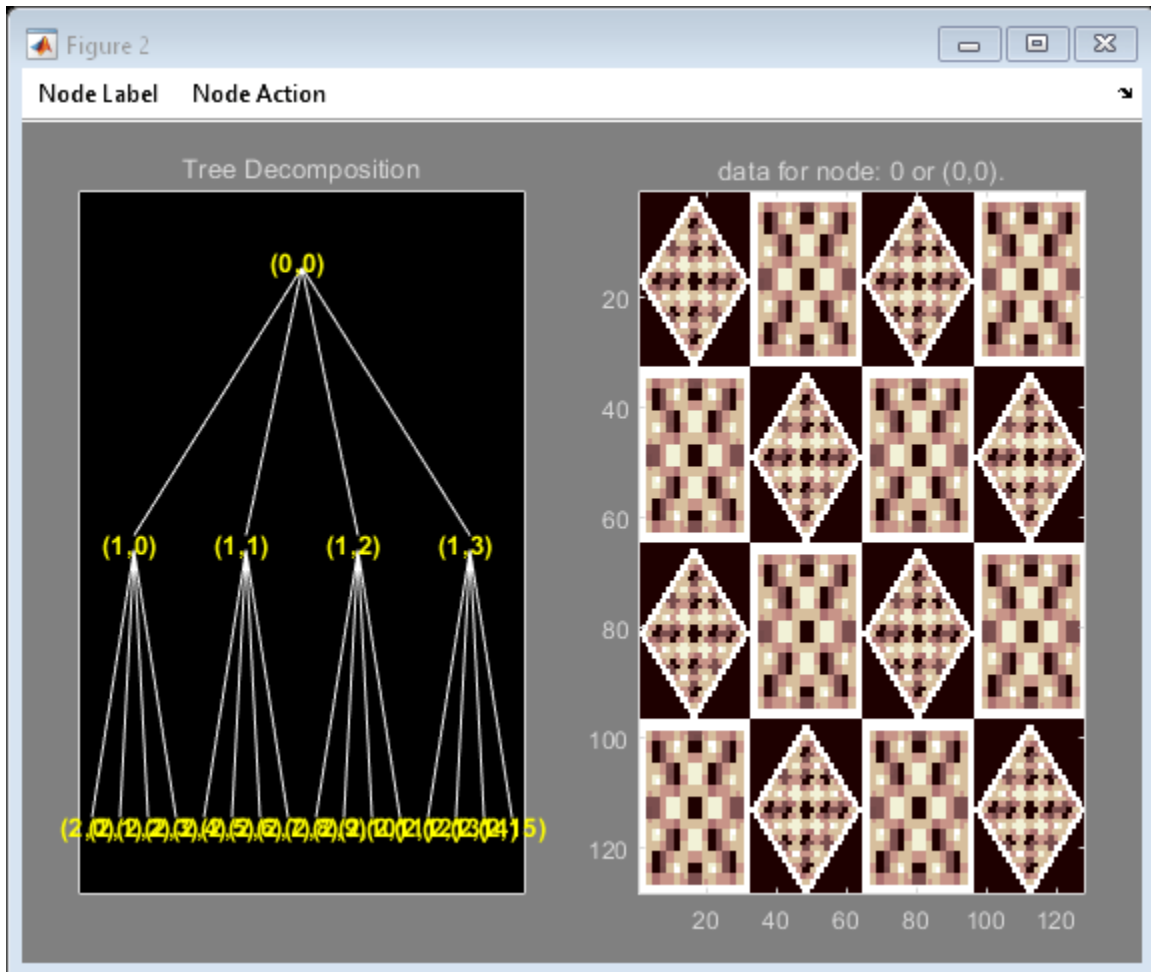 Figure 2
Node Label Node Action
Tree Decomposition
(0,0)
(1,0) (1,1) (1,2) (1,3)
data for node: 0 or (0,0).
20
40
60
80
100
120
20 40 60 80 100 120